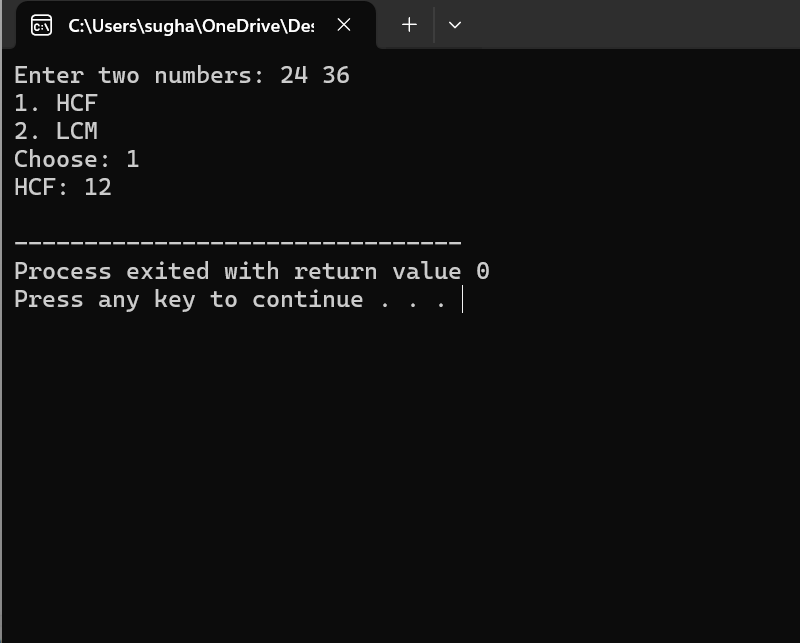 C:\Users\sugha\OneDrive\Des
Enter two numbers: 24 36
1. HCF
2. LCM
Choose: 1
HCF: 12
--------------------------------
Process exited with return value 0
Press any key to continue . . .